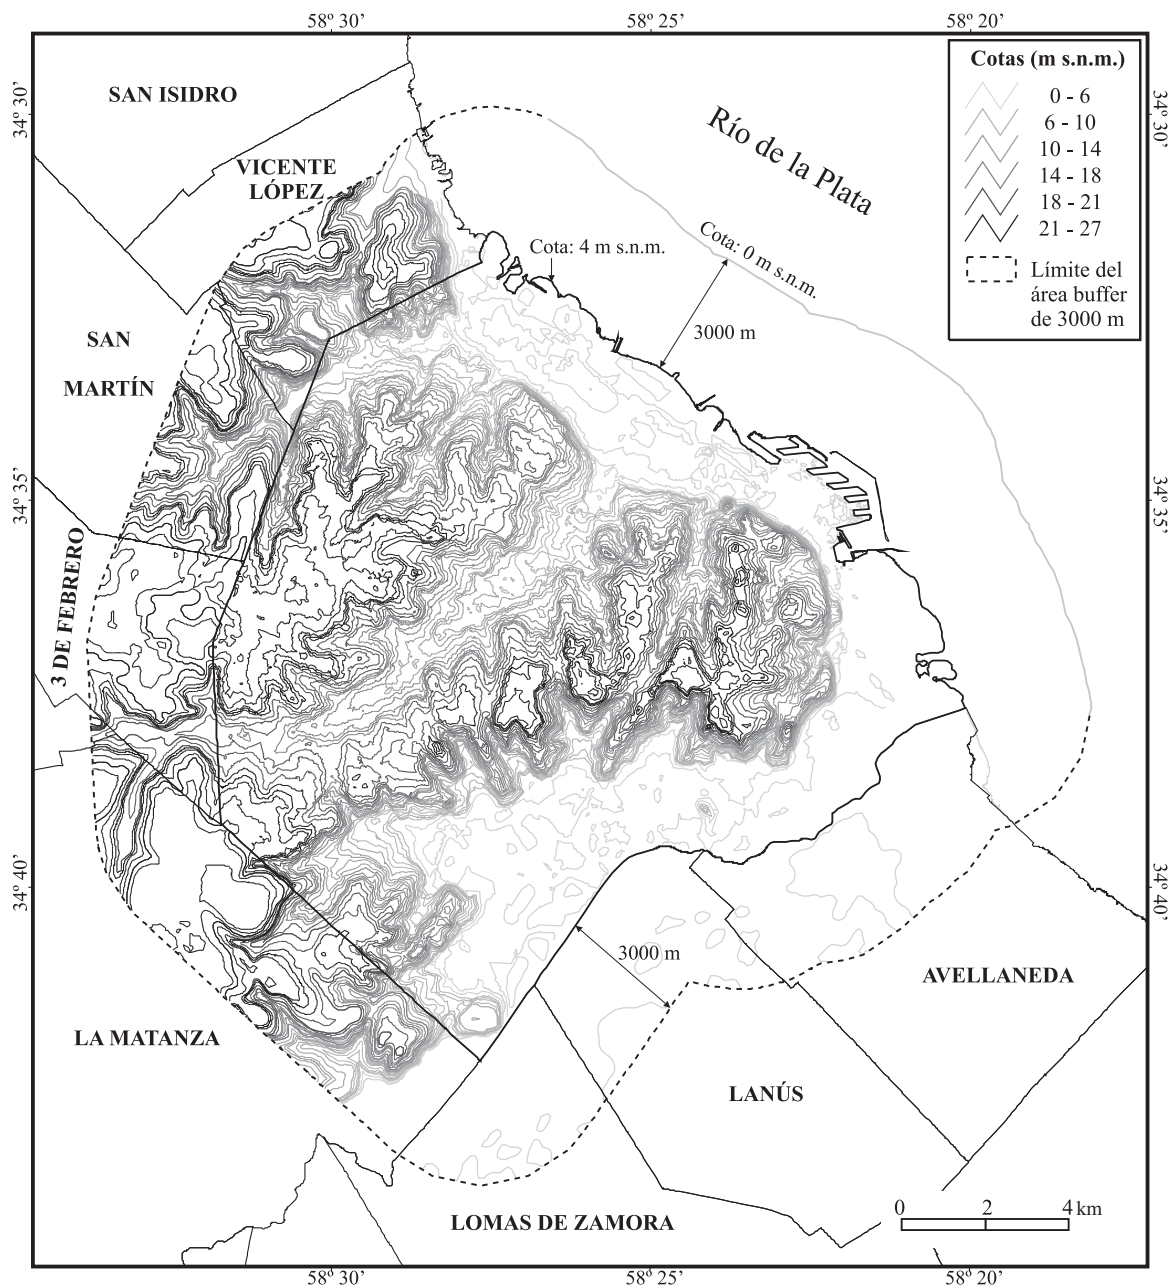 58º 30’
58º 25’
58º 20’
34º 30’
34º 30’
Cotas (m s.n.m.)
0 - 6
6 - 10
10 - 14
14 - 18
18 - 21
21 - 27
Límite del
área buffer
de 3000 m
SAN ISIDRO
Río de la Plata
VICENTE
LÓPEZ
Cota: 4 m s.n.m.
Cota: 0 m s.n.m.
3000 m
SAN
MARTÍN
34º 35’
34º 35’
3 DE FEBRERO
34º 40’
34º 40’
3000 m
AVELLANEDA
LA MATANZA
LANÚS
LOMAS DE ZAMORA
0 2 4 km
58º 30’
58º 25’
58º 20’